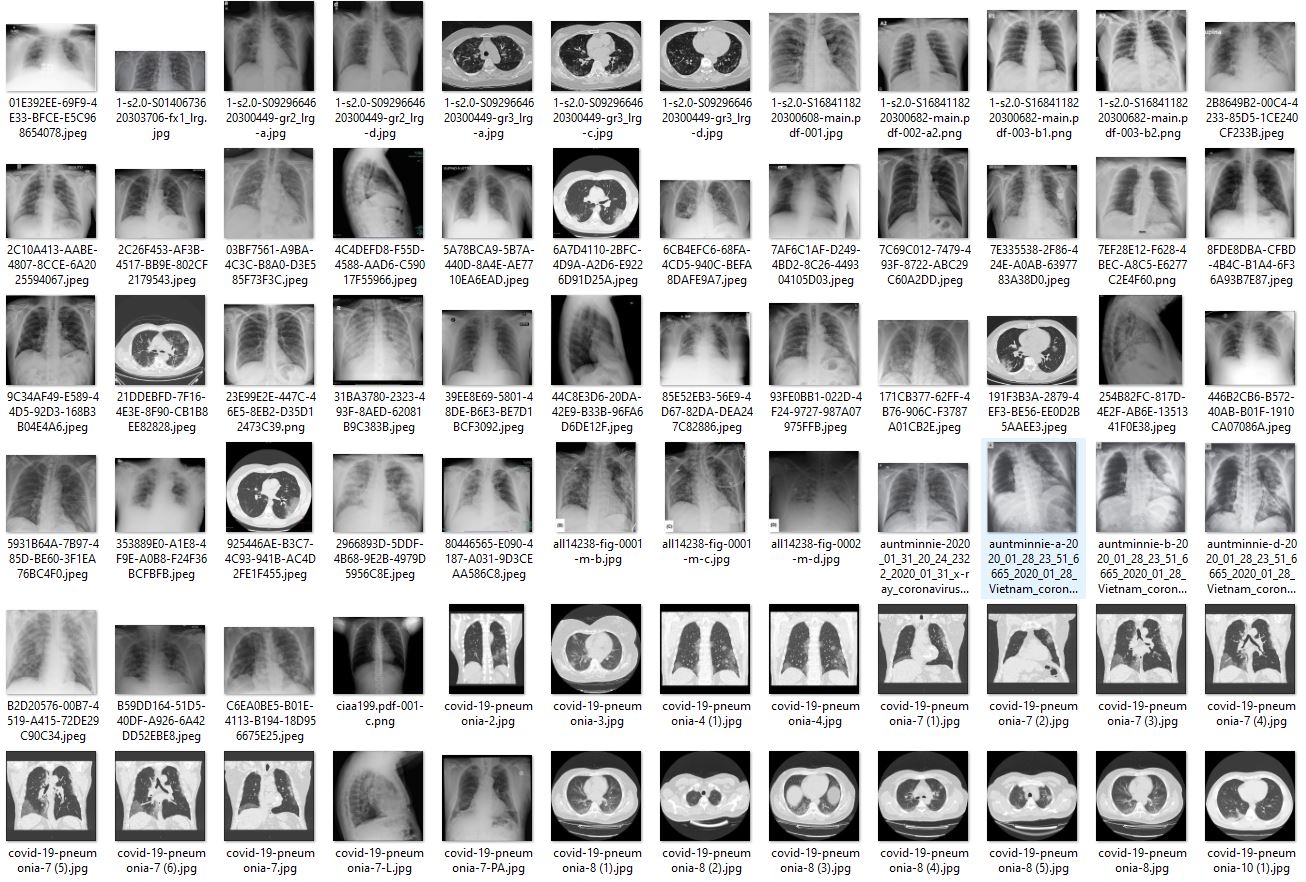 01E392EE-69F9-4
E33-BFCE-E5C96
8654078.jpeg
1-s2.0-S01406736
20303706-fx1_lrg.
jpg
1-s2.0-S09296646
20300449-gr2_lrg
-a.jpg
1-s2.0-S09296646
20300449-gr2_lrg
-d.jpg
1-s2.0-S09296646
20300449-gr3_lrg
-a.jpg
1-s2.0-S09296646
20300449-gr3_lrg
-c.jpg
1-s2.0-S09296646
20300449-gr3_lrg
-d.jpg
1-s2.0-S16841182
20300608-main.p
df-001.jpg
1-s2.0-S16841182
20300682-main.p
df-002-a2.png
1-s2.0-S16841182
20300682-main.p
df-003-b1.png
1-s2.0-S16841182
20300682-main.p
df-003-b2.png
2B8649B2-00C4-4
233-85D5-1CE240
CF233B.jpeg
2C10A413-AABE-
4807-8CCE-6A20
25594067.jpeg
2C26F453-AF3B-
4517-BB9E-802CF
2179543.jpeg
03BF7561-A9BA-
4C3C-B8A0-D3E5
85F73F3C.jpeg
4C4DEFD8-F55D-
4588-AAD6-C590
17F55966.jpeg
5A78BCA9-5B7A-
440D-8A4E-AE77
10EA6EAD.jpeg
6A7D4110-2BFC-
4D9A-A2D6-E922
6D91D25A.jpeg
6CB4EFC6-68FA-
4CD5-940C-BEFA
8DAFE9A7.jpeg
7AF6C1AF-D249-
4BD2-8C26-4493
04105D03.jpeg
7C69C012-7479-4
93F-8722-ABC29
C60A2DD.jpeg
7E335538-2F86-4
24E-A0AB-63977
83A38D0.jpeg
7EF28E12-F628-4
BEC-A8C5-E6277
C2E4F60.png
8FDE8DBA-CFBD
-4B4C-B1A4-6F3
6A93B7E87.jpeg
9C34AF49-E589-4
4D5-92D3-168B3
B04E4A6.jpeg
21DDEBFD-7F16-
4E3E-8F90-CB1B8
EE82828.jpeg
23E99E2E-447C-4
6E5-8EB2-D35D1
2473C39.png
31BA3780-2323-4
93F-8AED-62081
B9C383B.jpeg
39EE8E69-5801-4
8DE-B6E3-BE7D1
BCF3092.jpeg
44C8E3D6-20DA-
42E9-B33B-96FA6
D6DE12F.jpeg
85E52EB3-56E9-4
D67-82DA-DEA24
7C82886.jpeg
93FE0BB1-022D-4
F24-9727-987A07
975FFB.jpeg
171CB377-62FF-4
B76-906C-F3787
A01CB2E.jpeg
191F3B3A-2879-4
EF3-BE56-EE0D2B
5AAEE3.jpeg
254B82FC-817D-
4E2F-AB6E-13513
41F0E38.jpeg
446B2CB6-B572-
40AB-B01F-1910
CA07086A.jpeg
5931B64A-7B97-4
85D-BE60-3F1EA
76BC4F0.jpeg
353889E0-A1E8-4
F9E-A0B8-F24F36
BCFBFB.jpeg
925446AE-B3C7-
4C93-941B-AC4D
2FE1F455.jpeg
2966893D-5DDF-
4B68-9E2B-4979D
5956C8E.jpeg
80446565-E090-4
187-A031-9D3CE
AA586C8.jpeg
all14238-fig-0001
-m-b.jpg
all14238-fig-0001
-m-c.jpg
all14238-fig-0002
-m-d.jpg
auntminnie-2020
_01_31_20_24_232
2_2020_01_31_x-r
ay_coronavirus...
auntminnie-a-202
0_01_28_23_51_6
665_2020_01_28_
Vietnam_coron...
auntminnie-b-20
20_01_28_23_51_6
665_2020_01_28_
Vietnam_coron...
auntminnie-d-20
20_01_28_23_51_
6665_2020_01_28_
Vietnam_coron...
B2D20576-00B7-4
519-A415-72DE29
C90C34.jpeg
B59DD164-51D5-
40DF-A926-6A42
DD52EBE8.jpeg
C6EA0BE5-B01E-
4113-B194-18D95
6675E25.jpeg
ciaa199.pdf-001-
c.png
covid-19-pneum
onia-2.jpg
covid-19-pneum
onia-3.jpg
covid-19-pneum
onia-4 (1).jpg
covid-19-pneum
onia-4.jpg
covid-19-pneum
onia-7 (1).jpg
covid-19-pneum
onia-7 (2).jpg
covid-19-pneum
onia-7 (3).jpg
covid-19-pneum
onia-7 (4).jpg
covid-19-pneum
onia-7 (5).jpg
covid-19-pneum
onia-7 (6).jpg
covid-19-pneum
onia-7.jpg
covid-19-pneum
onia-7-L.jpg
covid-19-pneum
onia-7-PA.jpg
covid-19-pneum
onia-8 (1).jpg
covid-19-pneum
onia-8 (2).jpg
covid-19-pneum
onia-8 (3).jpg
covid-19-pneum
onia-8 (4).jpg
covid-19-pneum
onia-8 (5).jpg
covid-19-pneum
onia-8.jpg
covid-19-pneum
onia-10 (1).jpg